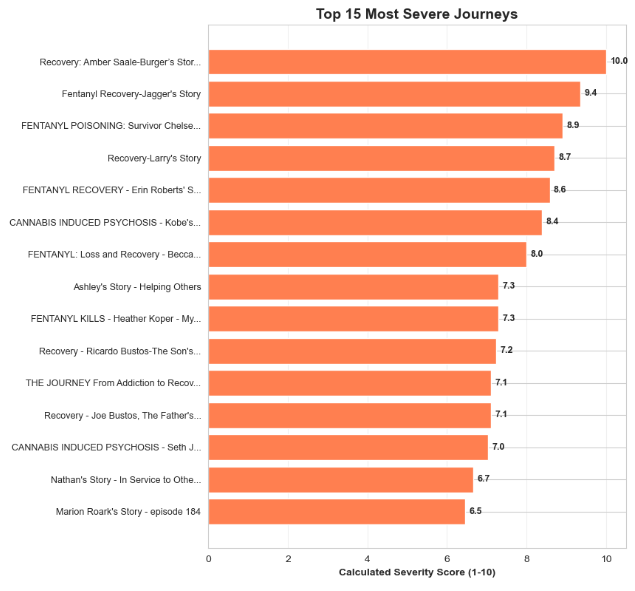 Top 15 Most Severe Journeys
Recovery: Amber Saale-Burger's Stor... 10.0
Fentanyl Recovery-Jagger's Story 9.4
FENTANYL POISONING: Survivor Chelse... 8.9
Recovery-Larry's Story 8.7
FENTANYL RECOVERY - Erin Roberts' S... 8.6
CANNABIS INDUCED PSYCHOSIS - Kobe's... 8.4
FENTANYL: Loss and Recovery - Becca... 8.0
Ashley's Story - Helping Others 7.3
FENTANYL KILLS - Heather Koper - My... 7.3
Recovery - Ricardo Bustos-The Son's... 7.2
THE JOURNEY From Addiction to Recov... 7.1
Recovery - Joe Bustos, The Father's... 7.1
CANNABIS INDUCED PSYCHOSIS - Seth J... 7.0
Nathan's Story - In Service to Othe... 6.7
Marion Roark's Story - episode 184 6.5
0 2 4 6 8 10
Calculated Severity Score (1-10)